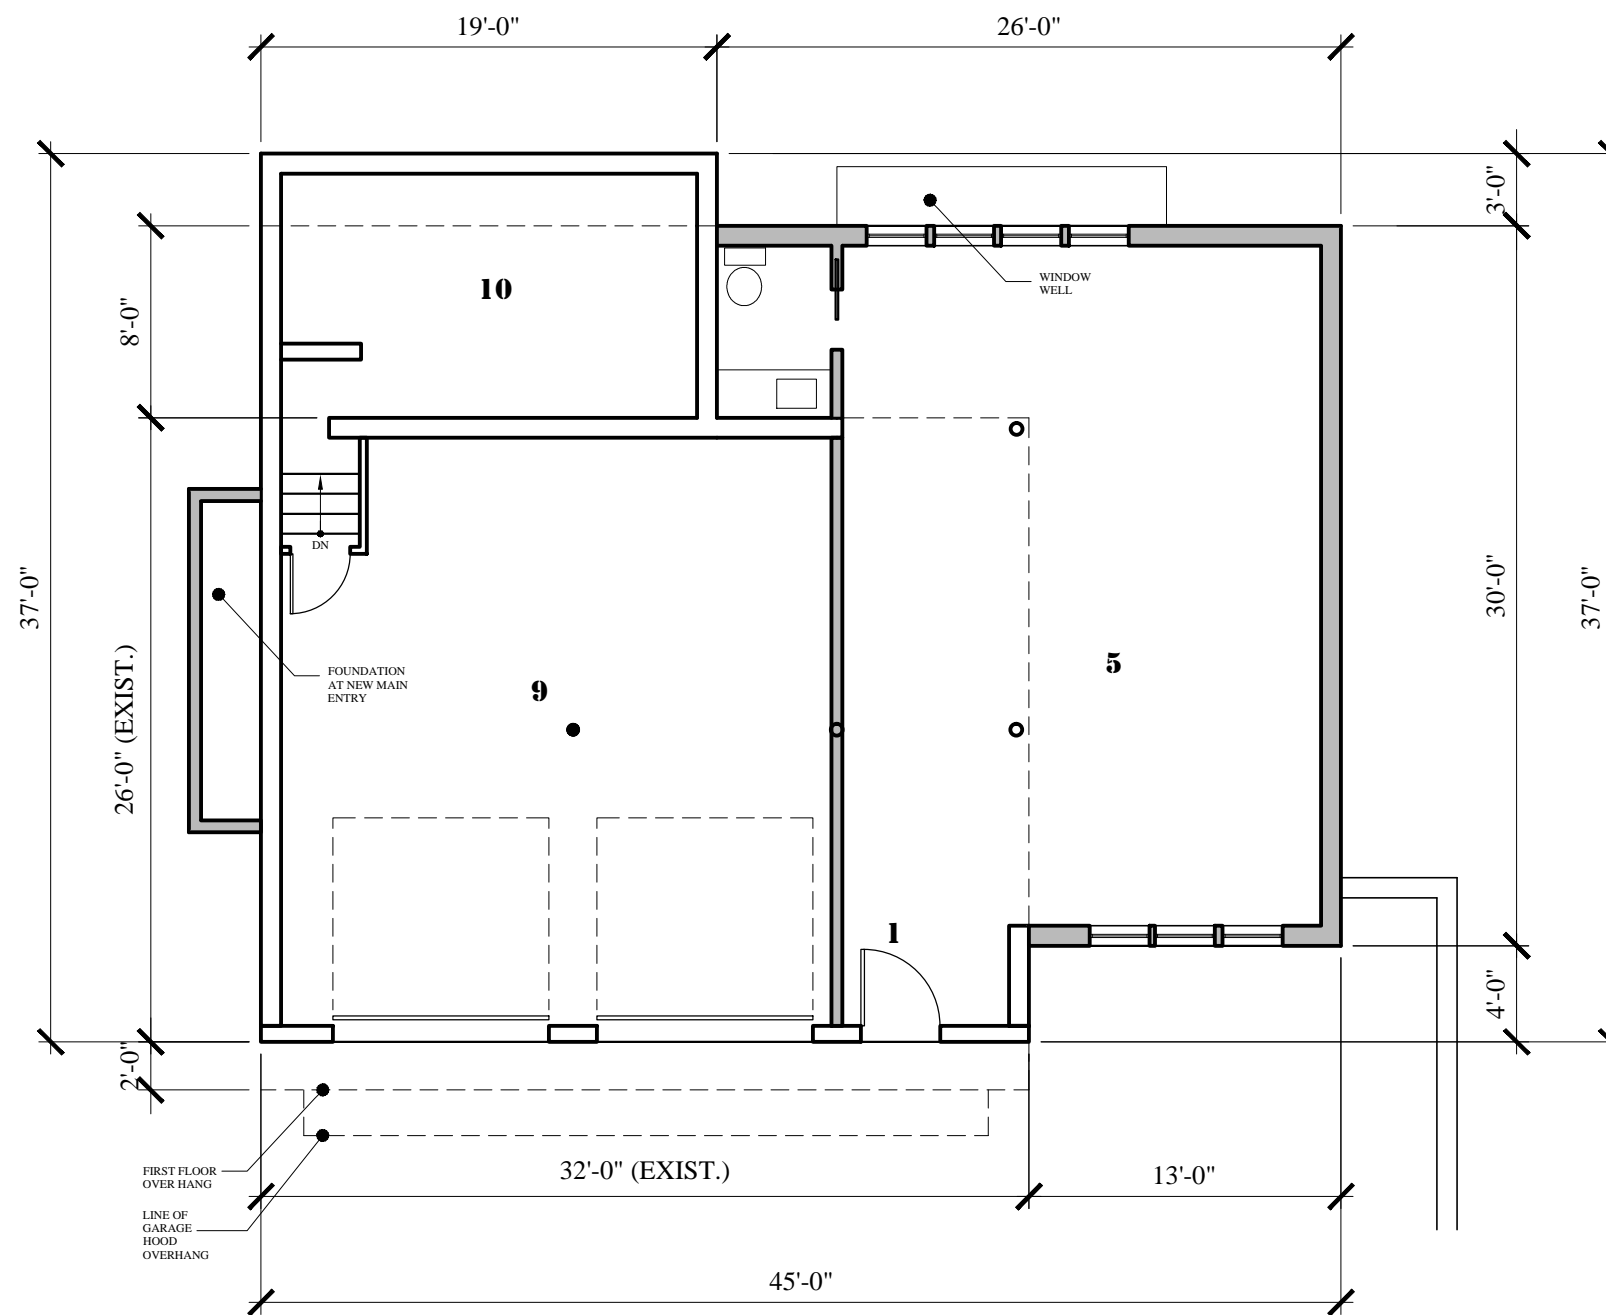 19'-0"
26'-0"
3'-0"
WINDOW
WELL
10
8'-0"
DN
37'-0"
30'-0"
37'-0"
FOUNDATION
AT NEW MAIN
ENTRY
9
5
26'-0" (EXIST.)
1
4'-0"
2'-0"
FIRST FLOOR
OVER HANG
32'-0" (EXIST.)
13'-0"
LINE OF
GARAGE
HOOD
OVERHANG
45'-0"